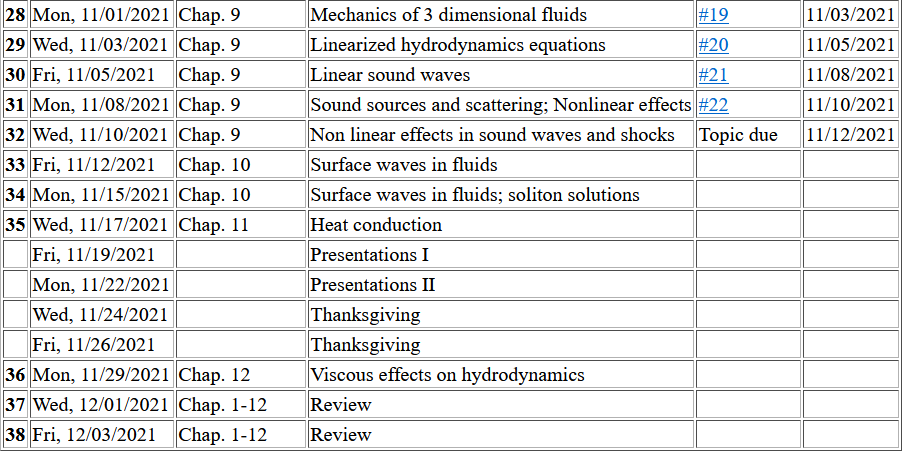 28 Mon, 11/01/2021 Chap. 9 Mechanics of 3 dimensional fluids #19 11/03/2021
29 Wed, 11/03/2021 Chap. 9 Linearized hydrodynamics equations #20 11/05/2021
30 Fri, 11/05/2021 Chap. 9 Linear sound waves #21 11/08/2021
31 Mon, 11/08/2021 Chap. 9 Sound sources and scattering; Nonlinear effects #22 11/10/2021
32 Wed, 11/10/2021 Chap. 9 Non linear effects in sound waves and shocks Topic due 11/12/2021
33 Fri, 11/12/2021 Chap. 10 Surface waves in fluids
34 Mon, 11/15/2021 Chap. 10 Surface waves in fluids; soliton solutions
35 Wed, 11/17/2021 Chap. 11 Heat conduction
Fri, 11/19/2021 Presentations I
Mon, 11/22/2021 Presentations II
Wed, 11/24/2021 Thanksgiving
Fri, 11/26/2021 Thanksgiving
36 Mon, 11/29/2021 Chap. 12 Viscous effects on hydrodynamics
37 Wed, 12/01/2021 Chap. 1-12 Review
38 Fri, 12/03/2021 Chap. 1-12 Review